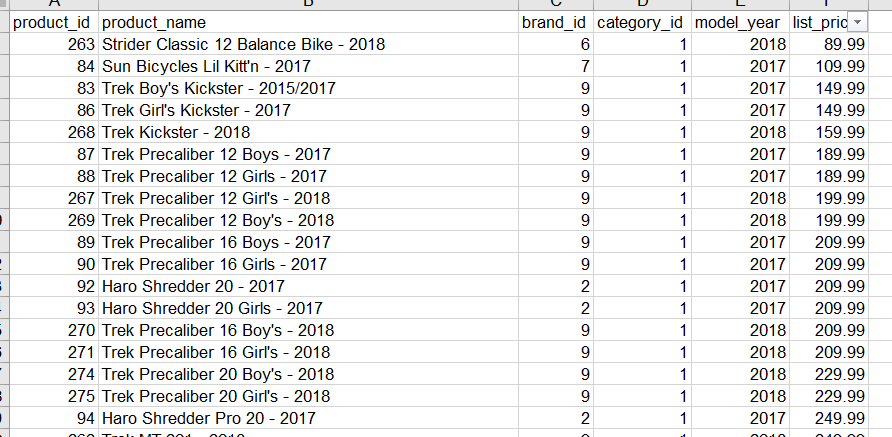 A B C D E F
product_id product_name brand_id category_id model_year list_pric
263 Strider Classic 12 Balance Bike - 2018 6 1 2018 89.99
84 Sun Bicycles Lil Kitt'n - 2017 7 1 2017 109.99
83 Trek Boy's Kickster - 2015/2017 9 1 2017 149.99
86 Trek Girl's Kickster - 2017 9 1 2017 149.99
268 Trek Kickster - 2018 9 1 2018 159.99
87 Trek Precaliber 12 Boys - 2017 9 1 2017 189.99
88 Trek Precaliber 12 Girls - 2017 9 1 2017 189.99
267 Trek Precaliber 12 Girl's - 2018 9 1 2018 199.99
269 Trek Precaliber 12 Boy's - 2018 9 1 2018 199.99
89 Trek Precaliber 16 Boys - 2017 9 1 2017 209.99
90 Trek Precaliber 16 Girls - 2017 9 1 2017 209.99
92 Haro Shredder 20 - 2017 2 1 2017 209.99
93 Haro Shredder 20 Girls - 2017 2 1 2017 209.99
270 Trek Precaliber 16 Boy's - 2018 9 1 2018 209.99
271 Trek Precaliber 16 Girl's - 2018 9 1 2018 209.99
274 Trek Precaliber 20 Boy's - 2018 9 1 2018 229.99
275 Trek Precaliber 20 Girl's - 2018 9 1 2018 229.99
94 Haro Shredder Pro 20 - 2017 2 1 2017 249.99